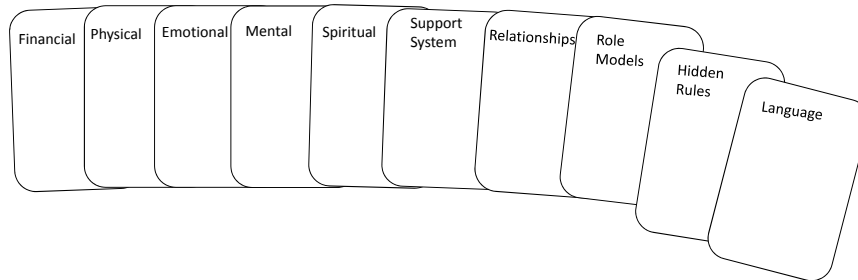 Financial
Physical
Emotional
Mental
Spiritual
Support
System
Relationships
Role
Models
Hidden
Rules
Language